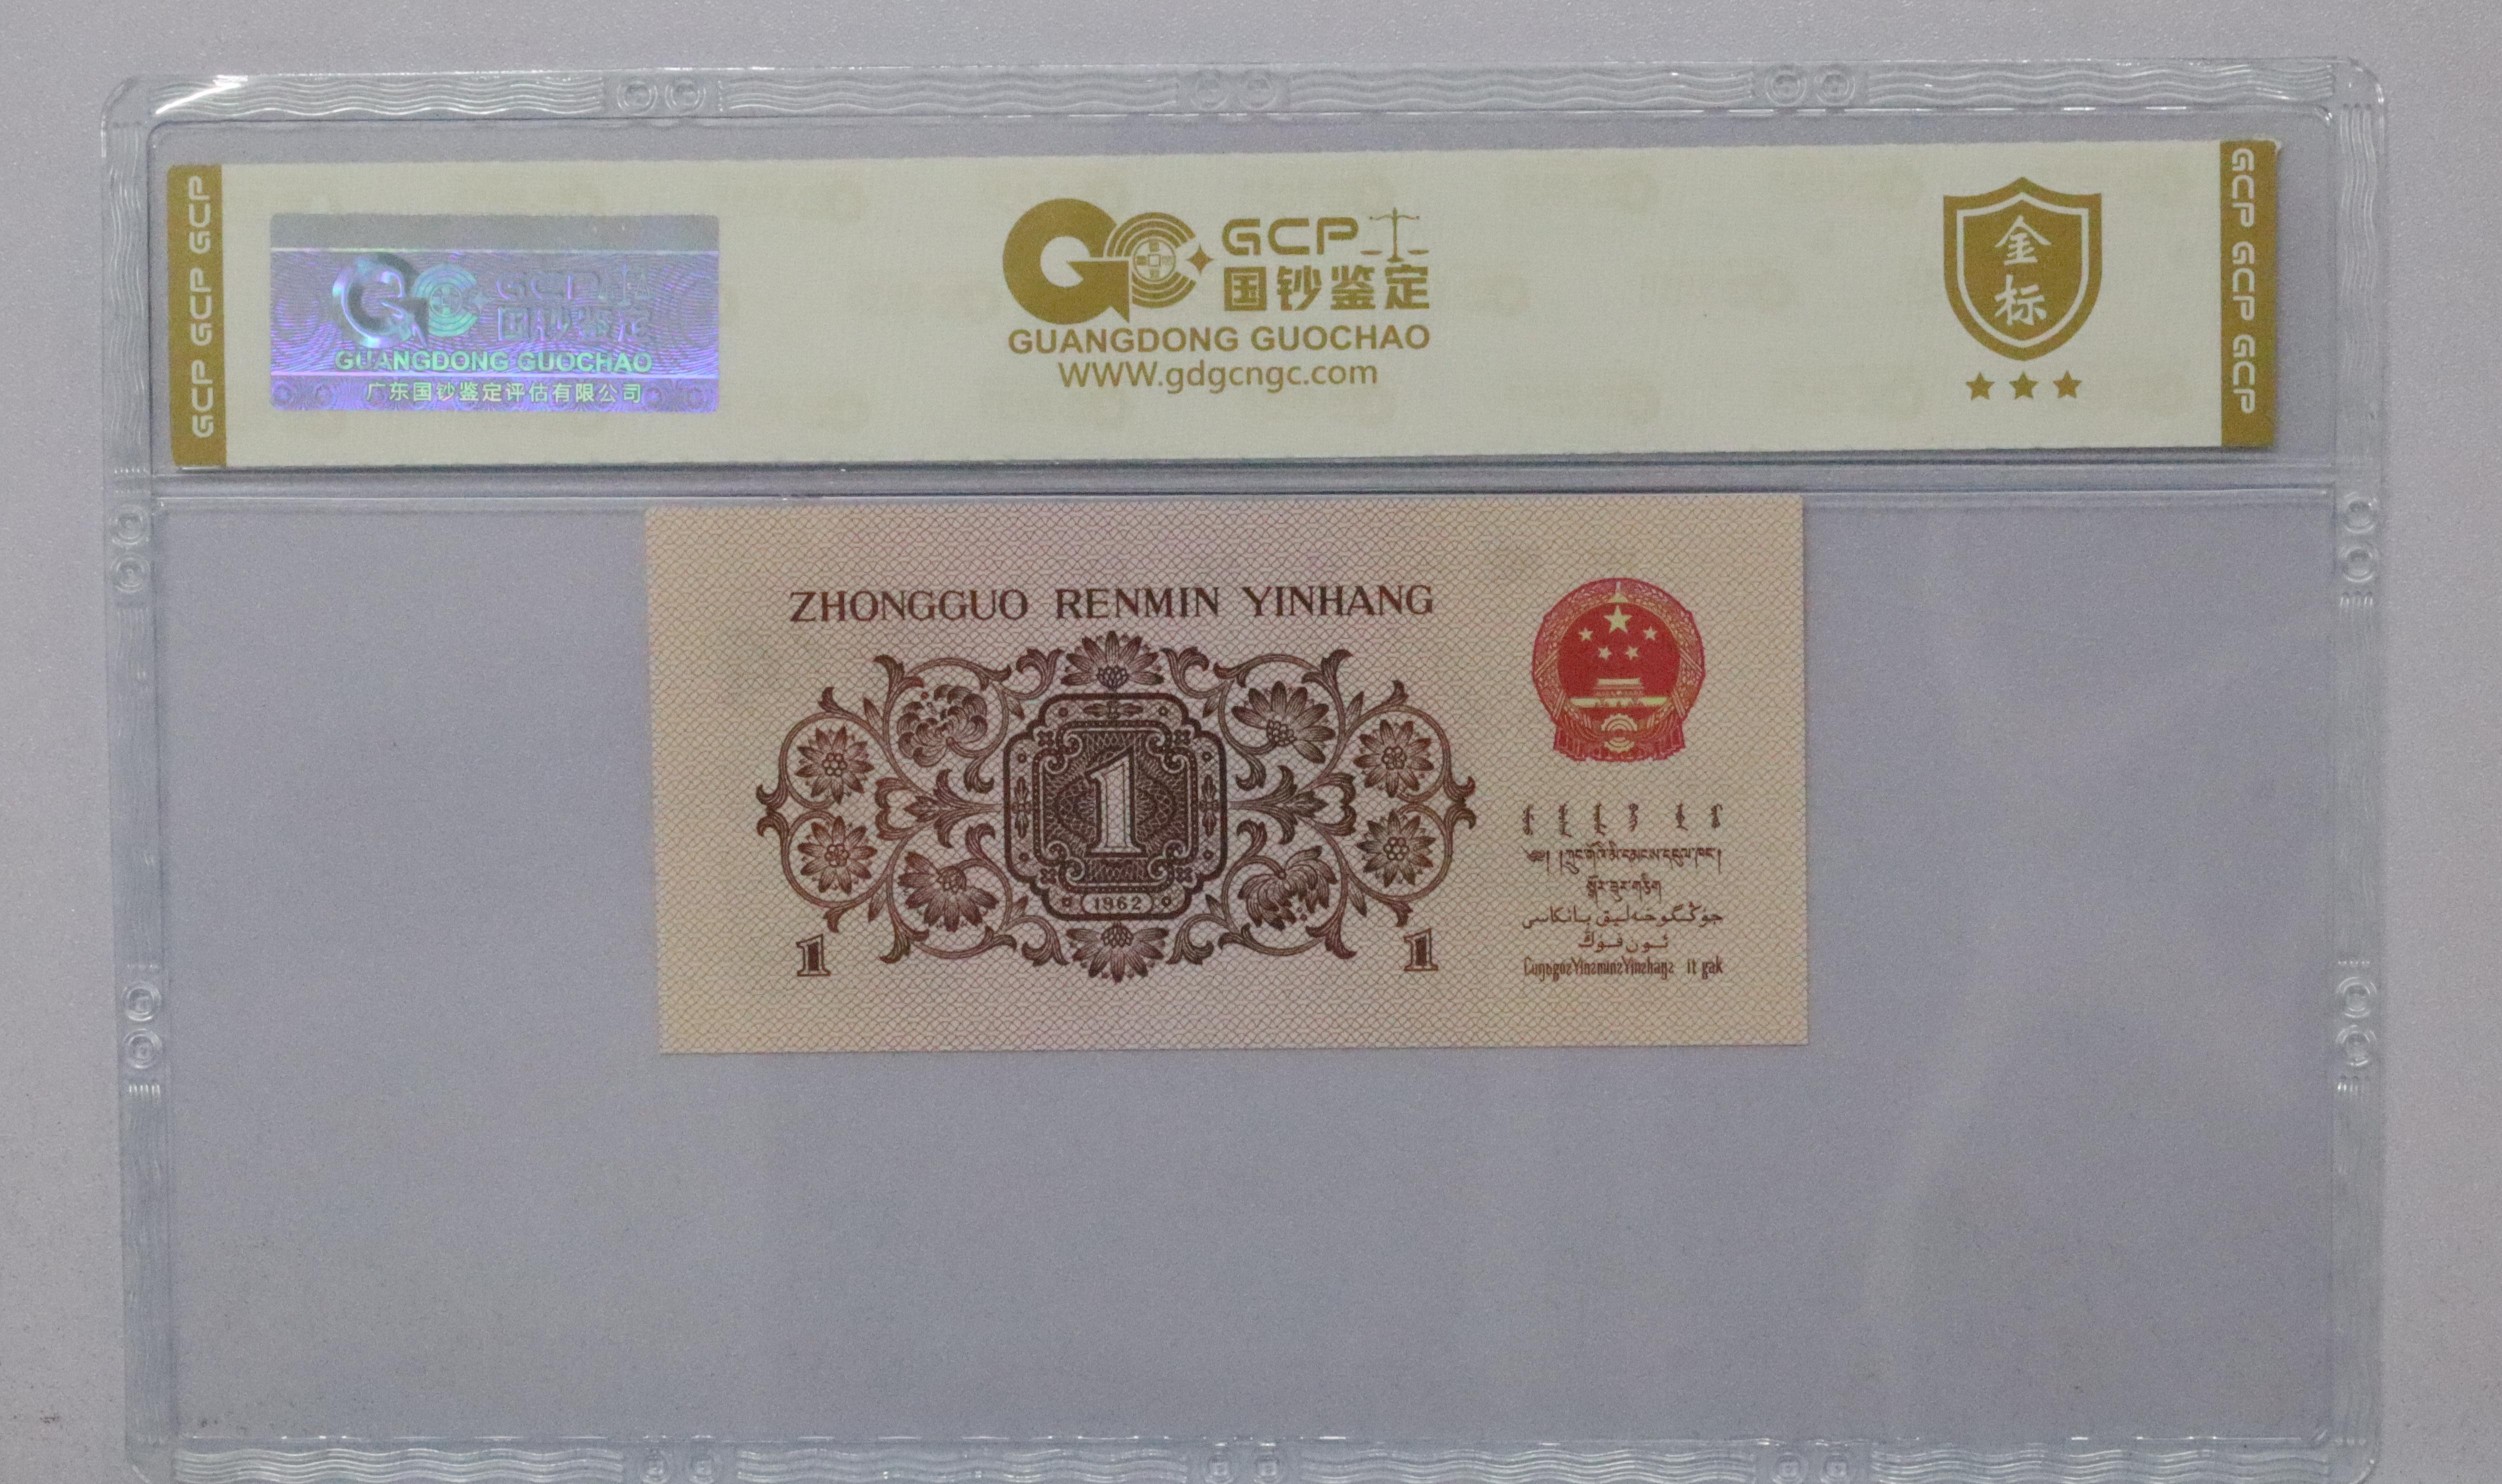 GCP GCP GCP
GCP
国钞鉴定
GUANGDONG GUOCHAO
广东国钞鉴定评估有限公司
GCP
国钞鉴定
GUANGDONG GUOCHAO
WWW.gdgcngc.com
金
标
GCP GCP GCP
ZHONGGUO RENMIN YINHANG
1
1962
1
1
جۇڭگوخەلىق بانكاسى